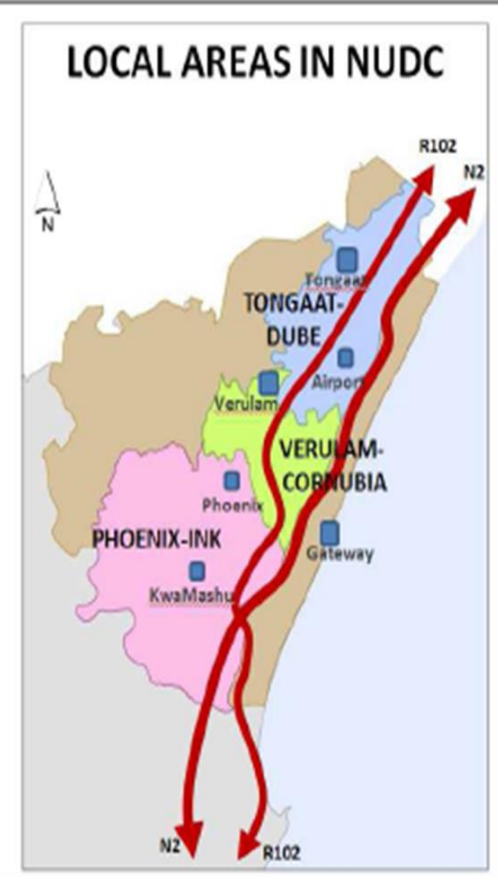 LOCAL AREAS IN NUDC
R102
N2
N
Tongaat
TONGAAT-
DUBE
Airport
Verulam
VERULAM-
CORNUBIA
Phoenix
PHOENIX-INK
Gateway
KwaMashu
N2
R102